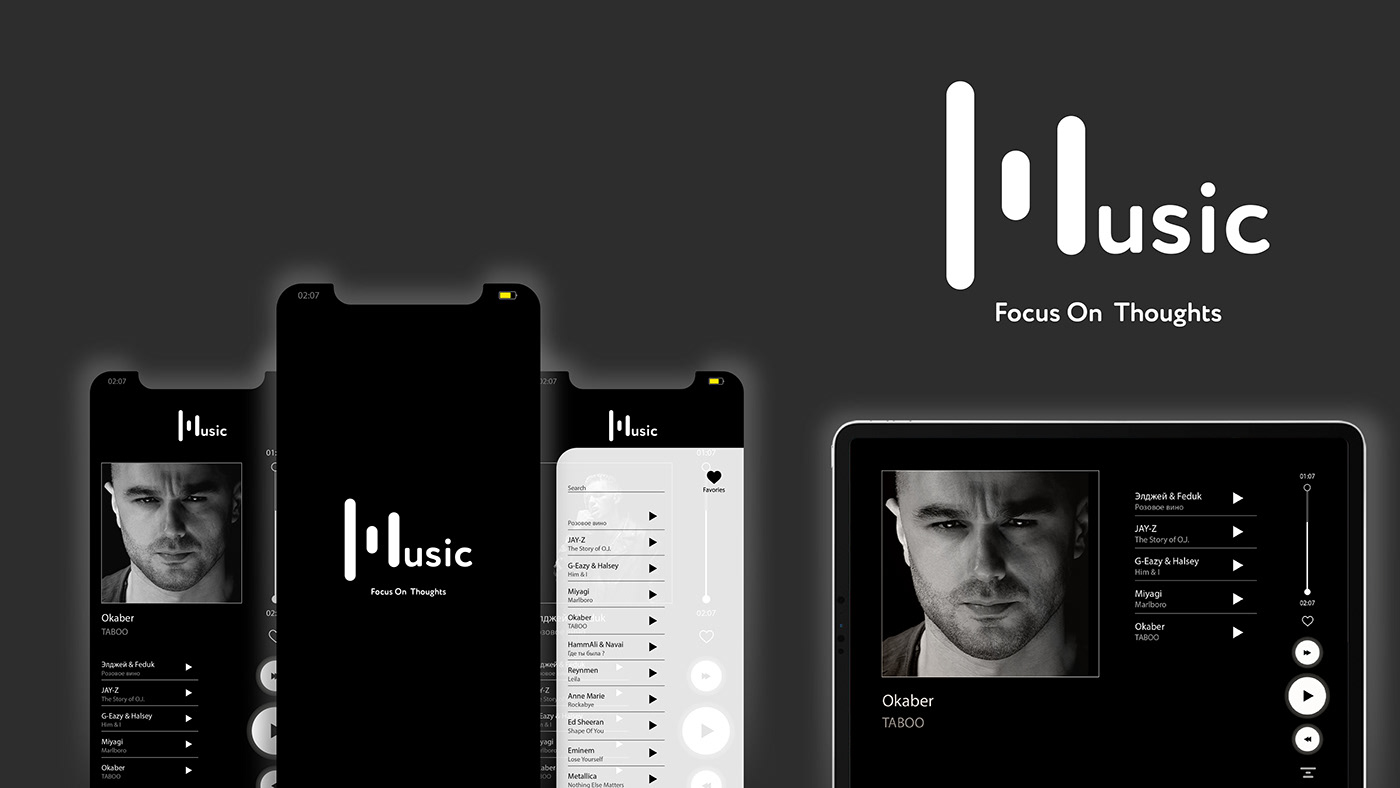 Music
Focus On Thoughts
02:07
Music
Okaber
TABOO
Элджей & Feduk
Розовое вино
JAY-Z
The Story of O.J.
G-Eazy & Halsey
Him & I
Miyagi
Marlboro
Okaber
TABOO
02:07
Music
Focus On Thoughts
02:07
Music
01:07
Favories
Search
Розовое вино
JAY-Z
The Story of O.J.
G-Eazy & Halsey
Him & I
Miyagi
Marlboro
Okaber
TABOO
HammAli & Navai
Где ты была ?
Reynmen
Leila
Anne Marie
Rockabye
Ed Sheeran
Shape Of You
Eminem
Lose Yourself
Metallica
Nothing Else Matters
02:07
Okaber
TABOO
Элджей & Feduk
Розовое вино
JAY-Z
The Story of O.J.
G-Eazy & Halsey
Him & I
Miyagi
Marlboro
Okaber
TABOO
01:07
02:07